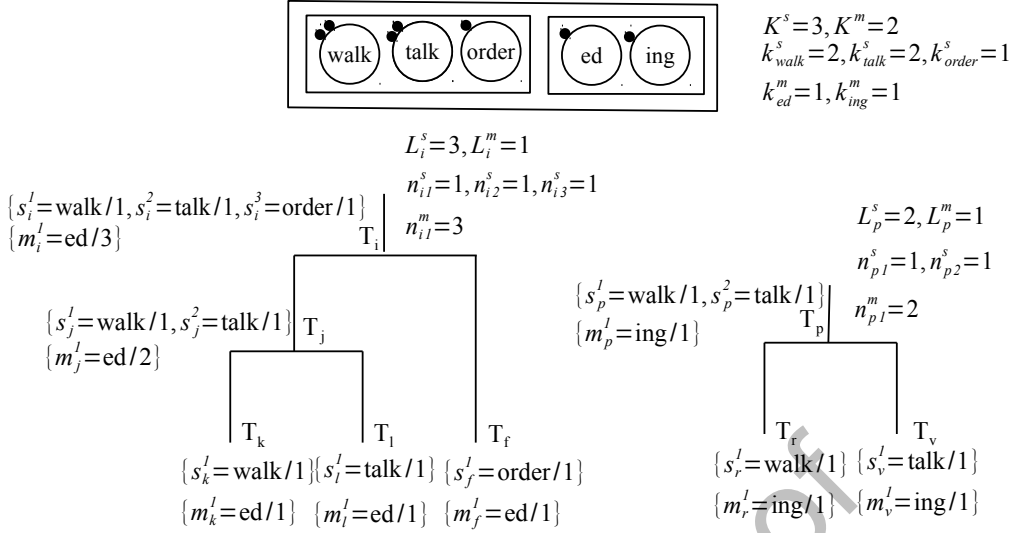 walk talk order ed ing
K^s=3, K^m=2
k^s_walk=2, k^s_talk=2, k^s_order=1
k^m_ed=1, k^m_ing=1
L^s_i=3, L^m_i=1
n^s_i1=1, n^s_i2=1, n^s_i3=1
n^m_i1=3
{s^1_i=walk/1, s^2_i=talk/1, s^3_i=order/1}
{m^1_i=ed/3}
T_i
L^s_p=2, L^m_p=1
n^s_p1=1, n^s_p2=1
n^m_p1=2
{s^1_p=walk/1, s^2_p=talk/1}
{m^1_p=ing/1}
T_p
{s^1_j=walk/1, s^2_j=talk/1}
{m^1_j=ed/2}
T_j
T_k T_l T_f
{s^1_k=walk/1} {s^1_l=talk/1} {s^1_f=order/1}
{m^1_k=ed/1} {m^1_l=ed/1} {m^1_f=ed/1}
T_r T_v
{s^1_r=walk/1} {s^1_v=talk/1}
{m^1_r=ing/1} {m^1_v=ing/1}
of